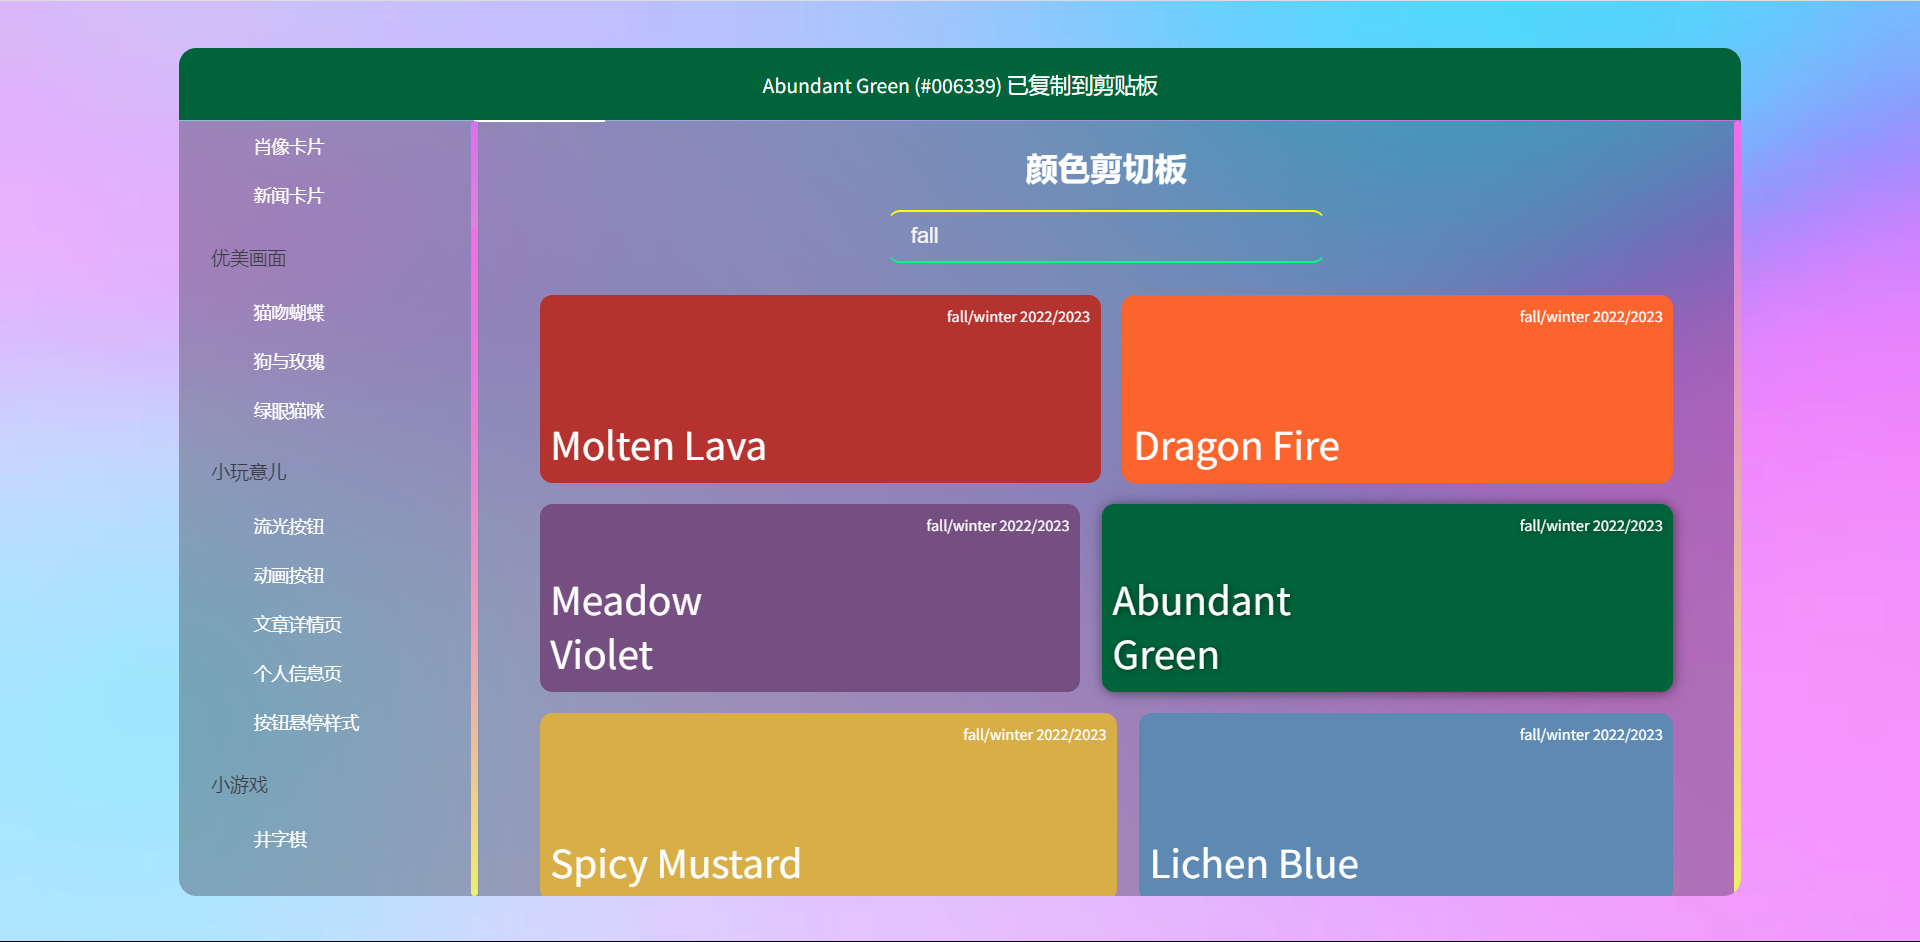 Abundant Green (#006339) 已复制到剪贴板
肖像卡片
新闻卡片
优美画面
猫吻蝴蝶
狗与玫瑰
绿眼猫咪
小玩意儿
流光按钮
动画按钮
文章详情页
个人信息页
按钮悬停样式
小游戏
井字棋
颜色剪切板
fall
fall/winter 2022/2023
Molten Lava
fall/winter 2022/2023
Dragon Fire
fall/winter 2022/2023
Meadow
Violet
fall/winter 2022/2023
Abundant
Green
fall/winter 2022/2023
Spicy Mustard
fall/winter 2022/2023
Lichen Blue